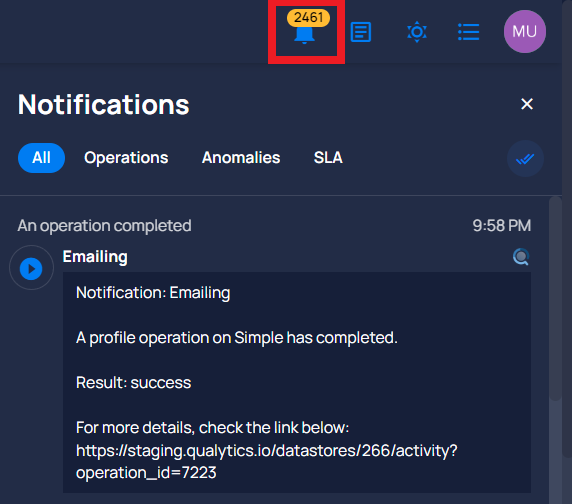 2461
MU
Notifications
All Operations Anomalies SLA
An operation completed 9:58 PM
Emailing
Notification: Emailing
A profile operation on Simple has completed.
Result: success
For more details, check the link below:
https://staging.qualytics.io/datastores/266/activity?
operation_id=7223